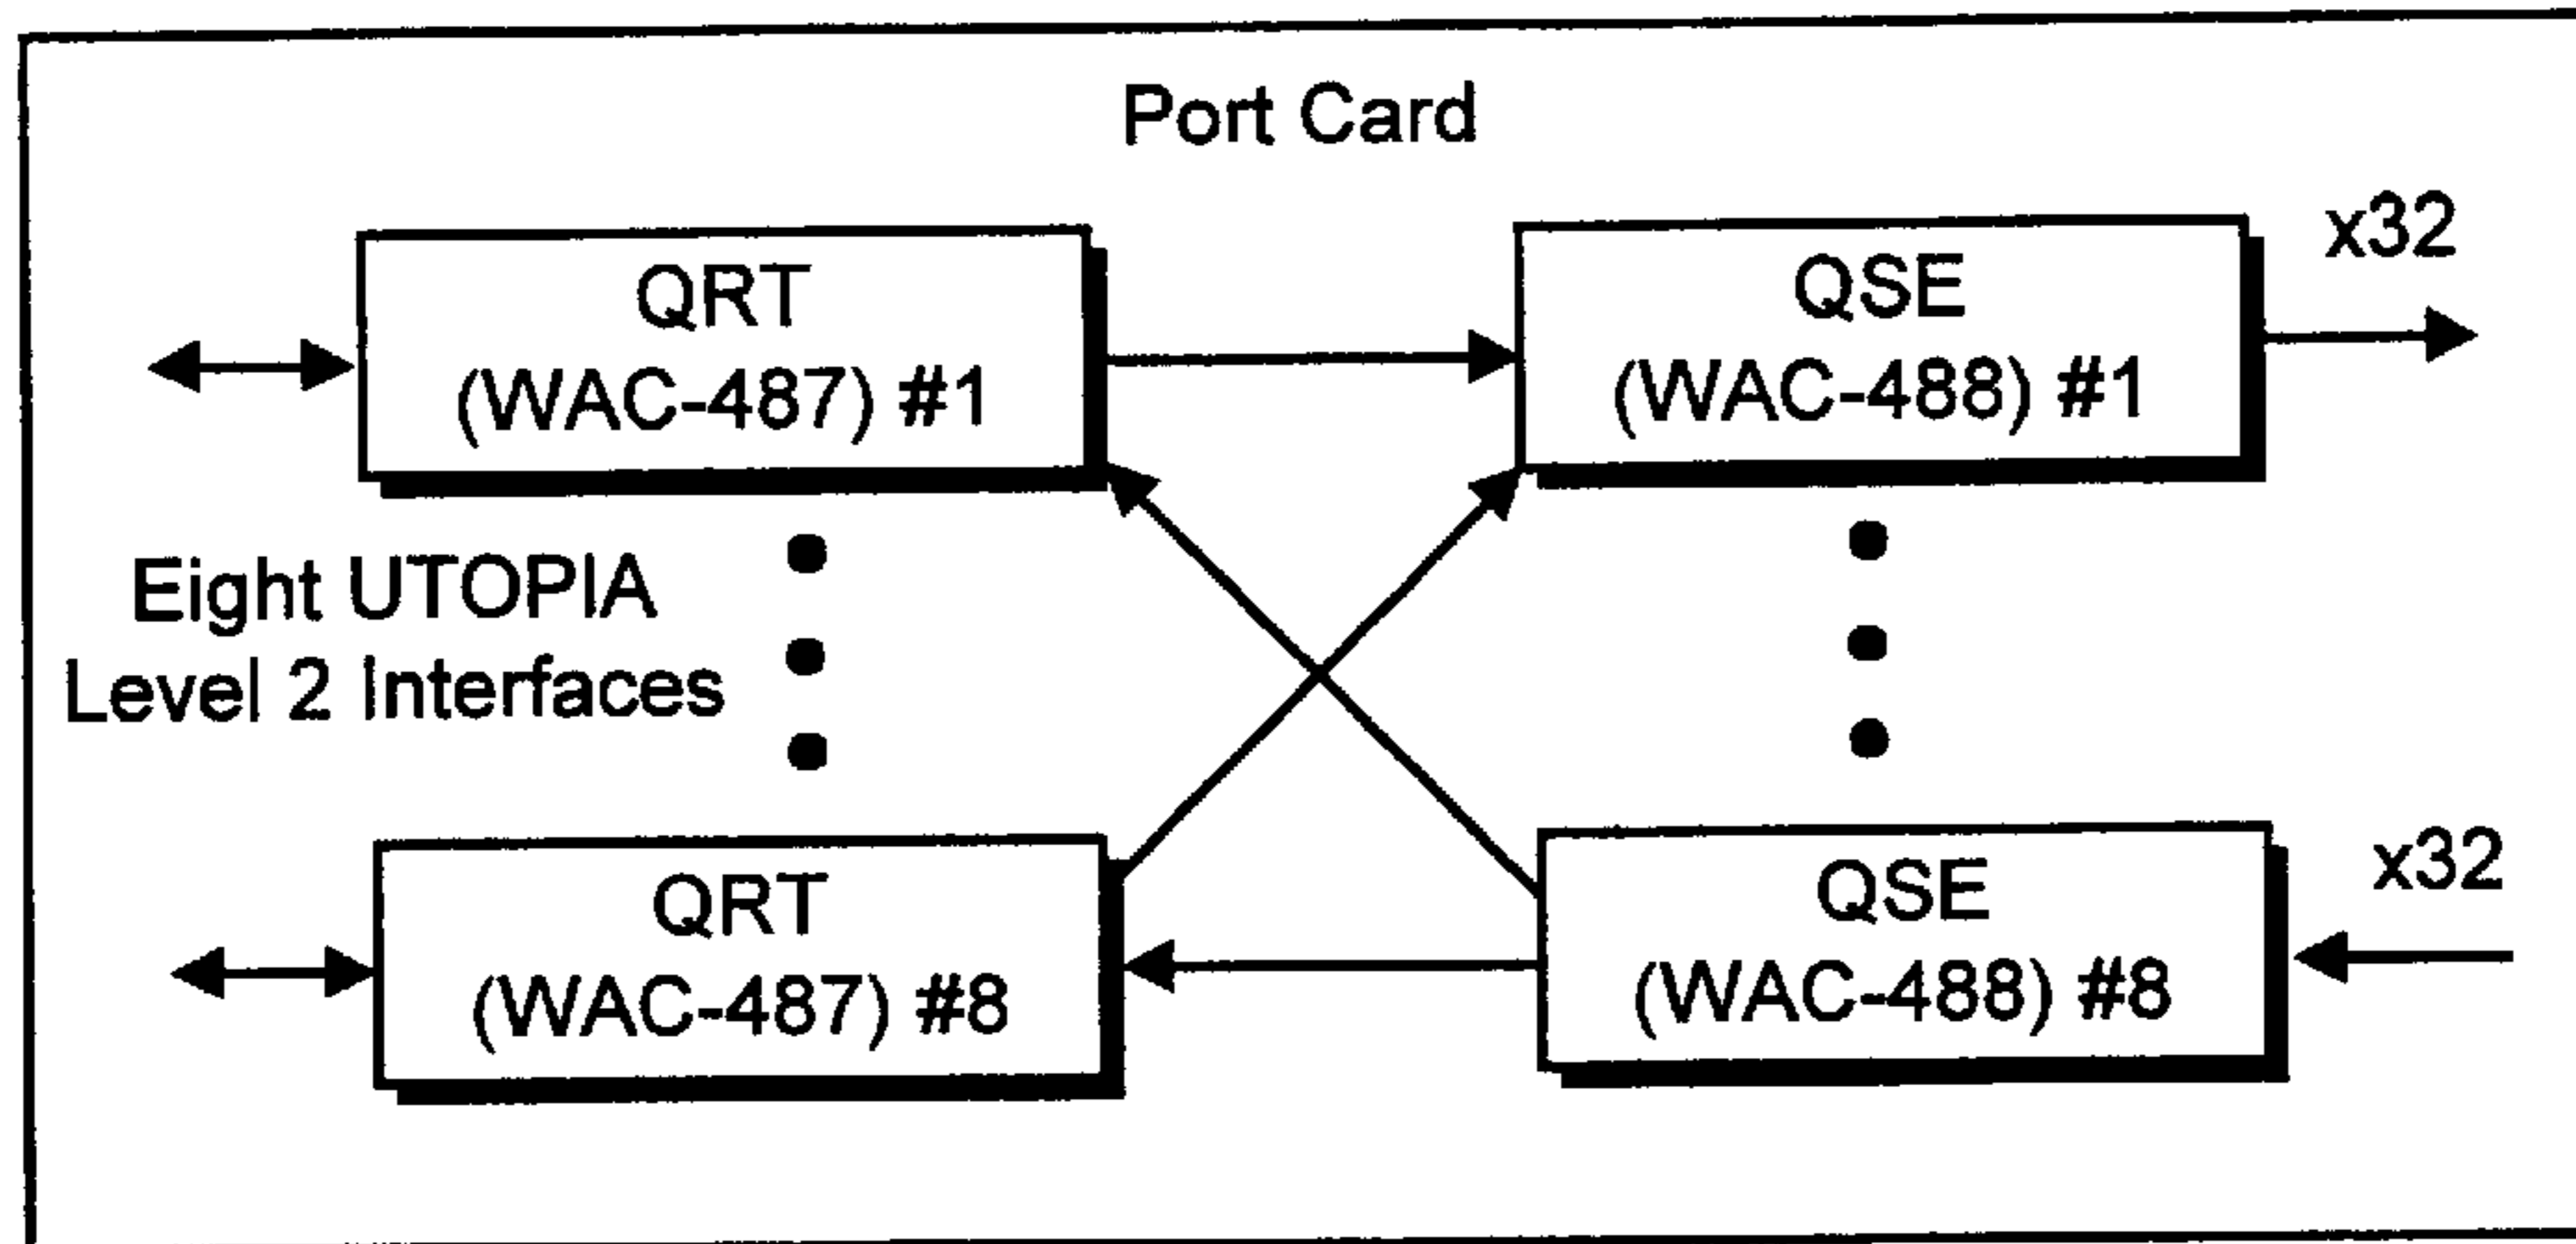 Port Card
QRT
(WAC-487) #1
QSE
(WAC-488) #1
x32
Eight UTOPIA
Level 2 Interfaces
QRT
(WAC-487) #8
QSE
(WAC-488) #8
x32